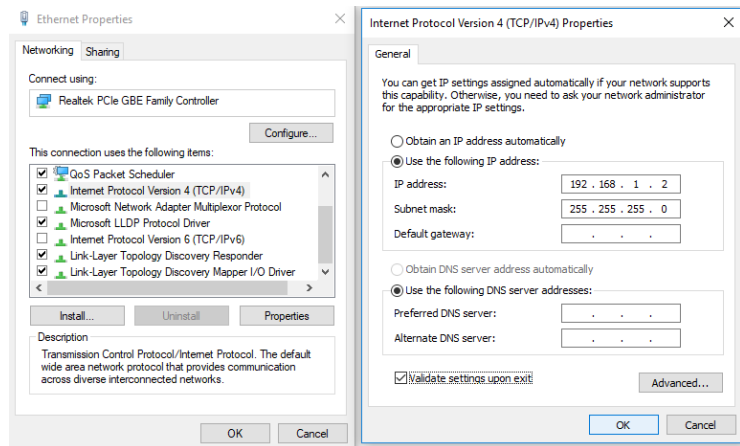 Ethernet Properties
Networking
Sharing
Connect using:
Realtek PCIe GBE Family Controller
Configure...
This connection uses the following items:
QoS Packet Scheduler
Internet Protocol Version 4 (TCP/IPv4)
Microsoft Network Adapter Multiplexor Protocol
Microsoft LLDP Protocol Driver
Internet Protocol Version 6 (TCP/IPv6)
Link-Layer Topology Discovery Responder
Link-Layer Topology Discovery Mapper I/O Driver
Install...
Uninstall
Properties
Description
Transmission Control Protocol/Internet Protocol. The default
wide area network protocol that provides communication
across diverse interconnected networks.
OK
Cancel
Internet Protocol Version 4 (TCP/IPv4) Properties
General
You can get IP settings assigned automatically if your network supports
this capability. Otherwise, you need to ask your network administrator
for the appropriate IP settings.
Obtain an IP address automatically
Use the following IP address:
IP address: 192 . 168 . 1 . 2
Subnet mask: 255 . 255 . 255 . 0
Default gateway: . . .
Obtain DNS server address automatically
Use the following DNS server addresses:
Preferred DNS server: . . .
Alternate DNS server: . . .
Validate settings upon exit
Advanced...
OK
Cancel